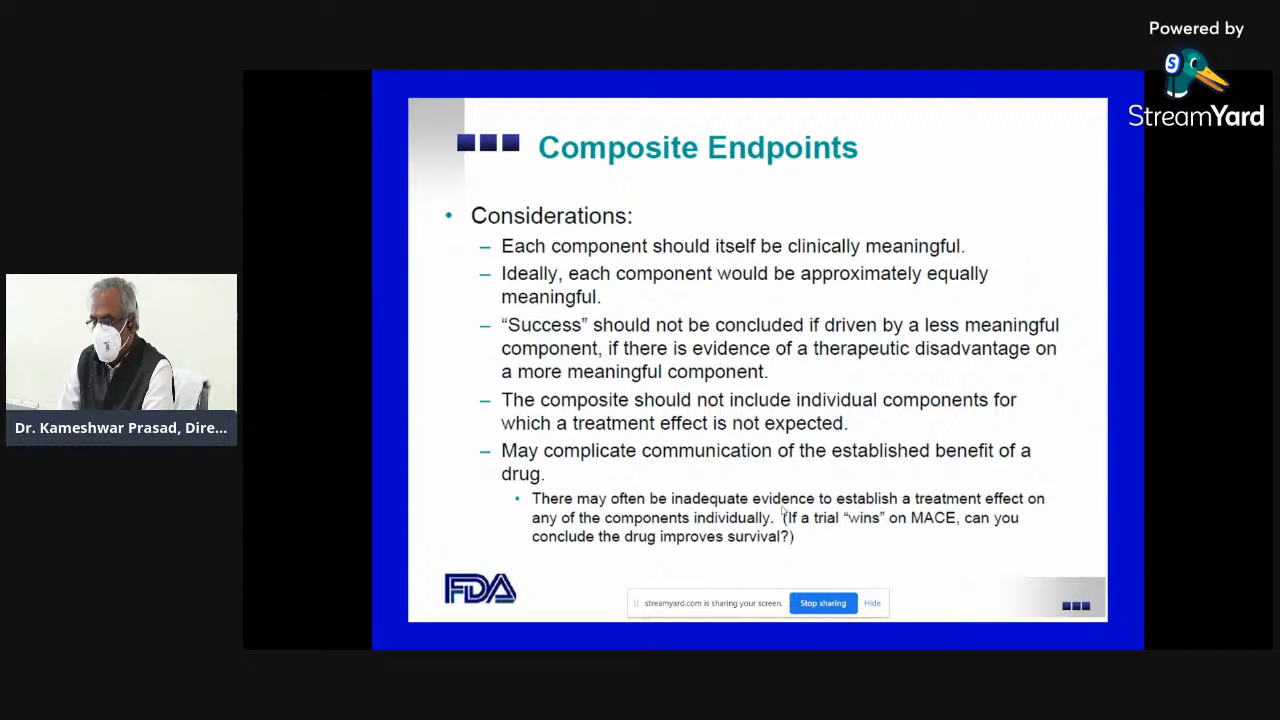 Powered by
StreamYard
Composite Endpoints
• Considerations:
– Each component should itself be clinically meaningful.
– Ideally, each component would be approximately equally
meaningful.
– “Success” should not be concluded if driven by a less meaningful
component, if there is evidence of a therapeutic disadvantage on
a more meaningful component.
– The composite should not include individual components for
which a treatment effect is not expected.
– May complicate communication of the established benefit of a
drug.
• There may often be inadequate evidence to establish a treatment effect on
any of the components individually. (If a trial “wins” on MACE, can you
conclude the drug improves survival?)
FDA
streamyard.com is sharing your screen. Stop sharing Hide
Dr. Kameshwar Prasad, Dire...